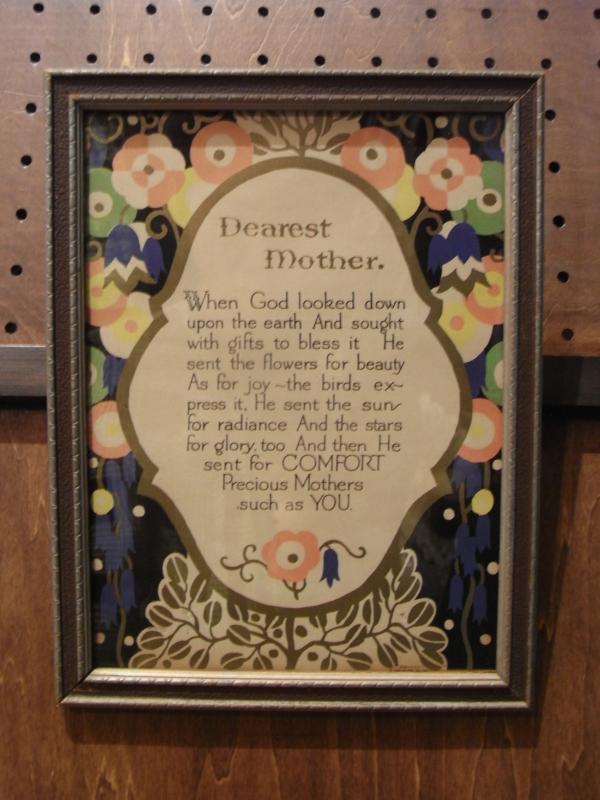 Dearest
Mother.
When God looked down
upon the earth And sought
with gifts to bless it He
sent the flowers for beauty
As for joy~the birds ex~
press it, He sent the sun
for radiance And the stars
for glory, too And then He
sent for COMFORT
Precious Mothers
such as YOU.